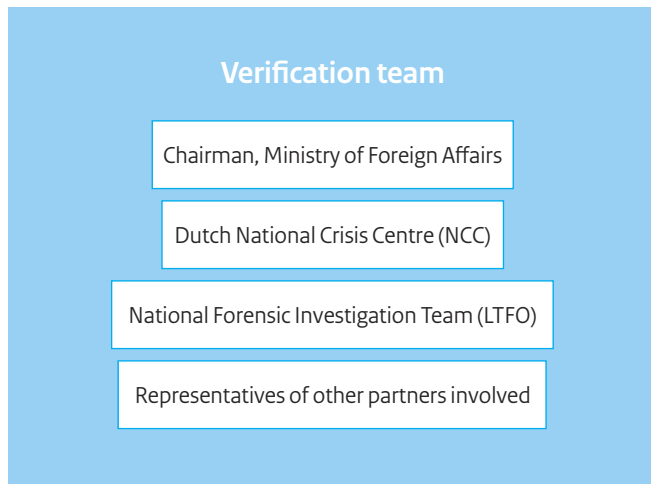 Verification team
Chairman, Ministry of Foreign Affairs
Dutch National Crisis Centre (NCC)
National Forensic Investigation Team (LTFO)
Representatives of other partners involved